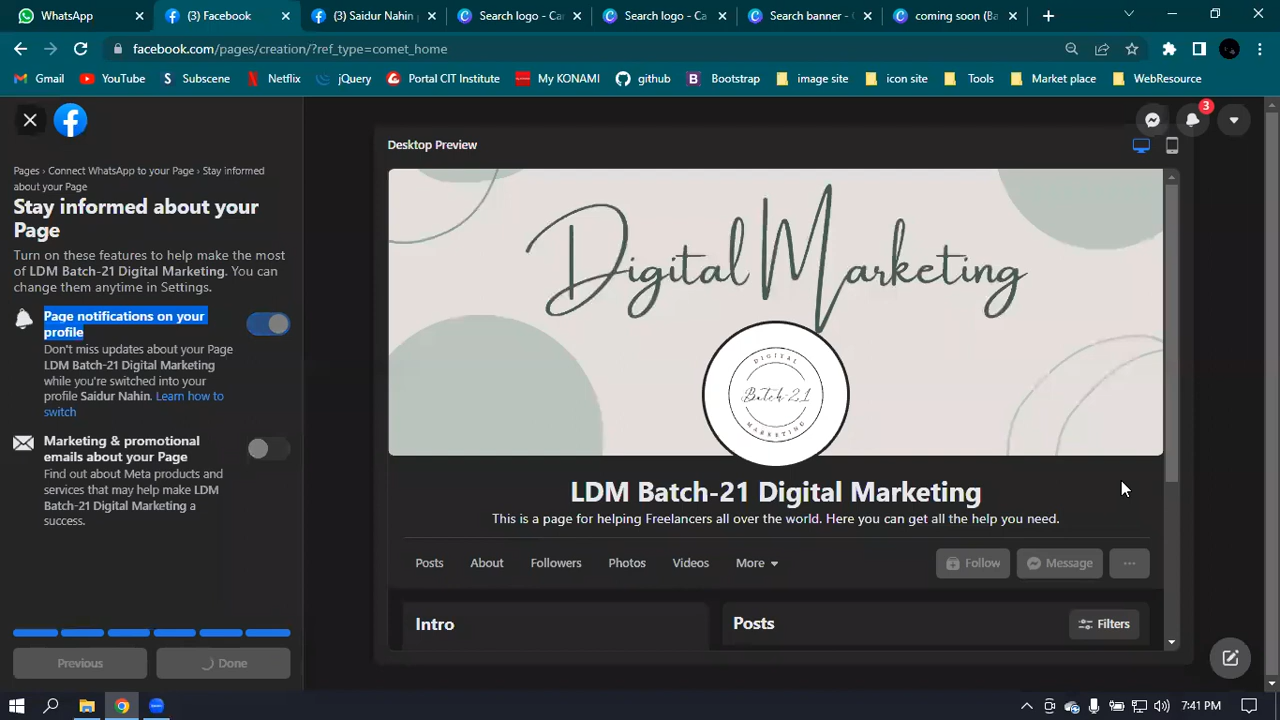 WhatsApp
(3) Facebook
(3) Saidur Nahin
Search logo - Can
Search logo - Ca
Search banner - C
coming soon (Ba
facebook.com/pages/creation/?ref_type=comet_home
Gmail
YouTube
Subscene
Netflix
jQuery
Portal CIT Institute
My KONAMI
github
Bootstrap
image site
icon site
Tools
Market place
WebResource
3
Pages › Connect WhatsApp to your Page › Stay informed
about your Page
Stay informed about your
Page
Turn on these features to help make the most
of LDM Batch-21 Digital Marketing. You can
change them anytime in Settings.
Page notifications on your
profile
Don't miss updates about your Page
LDM Batch-21 Digital Marketing
while you're switched into your
profile Saidur Nahin. Learn how to
switch
Marketing & promotional
emails about your Page
Find out about Meta products and
services that may help make LDM
Batch-21 Digital Marketing a
success.
Previous
Done
Desktop Preview
Digital Marketing
DIGITAL
Batch-21
MARKETING
LDM Batch-21 Digital Marketing
This is a page for helping Freelancers all over the world. Here you can get all the help you need.
Posts
About
Followers
Photos
Videos
More
Follow
Message
Intro
Posts
Filters
7:41 PM